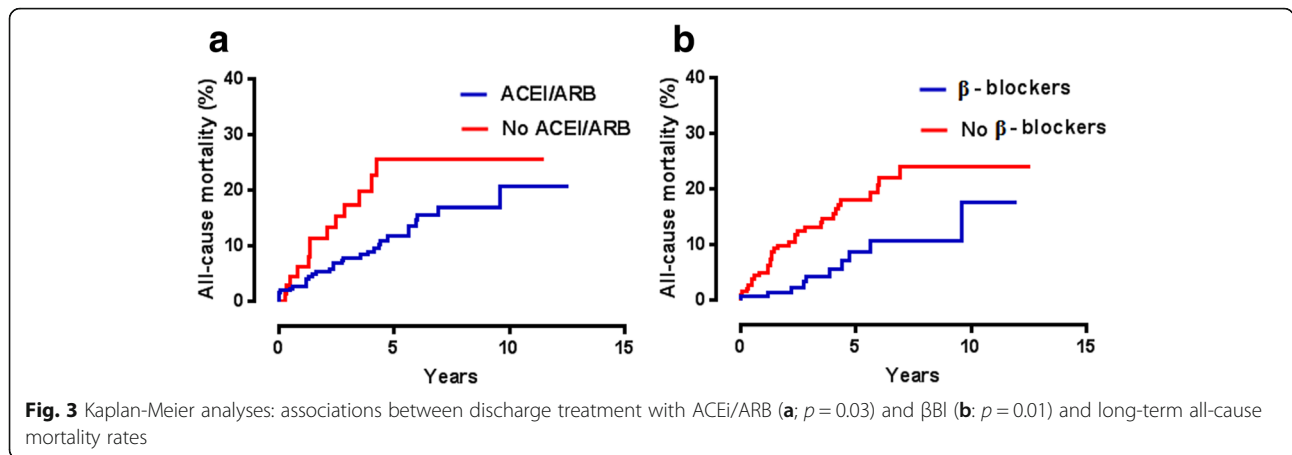 a
All-cause mortality (%)
40
30
20
10
0
ACEI/ARB
No ACEI/ARB
0 5 10 15
Years
b
All-cause mortality (%)
40
30
20
10
0
β - blockers
No β - blockers
0 5 10 15
Years
Fig. 3 Kaplan-Meier analyses: associations between discharge treatment with ACEi/ARB (a; p = 0.03) and βBl (b: p = 0.01) and long-term all-cause
mortality rates